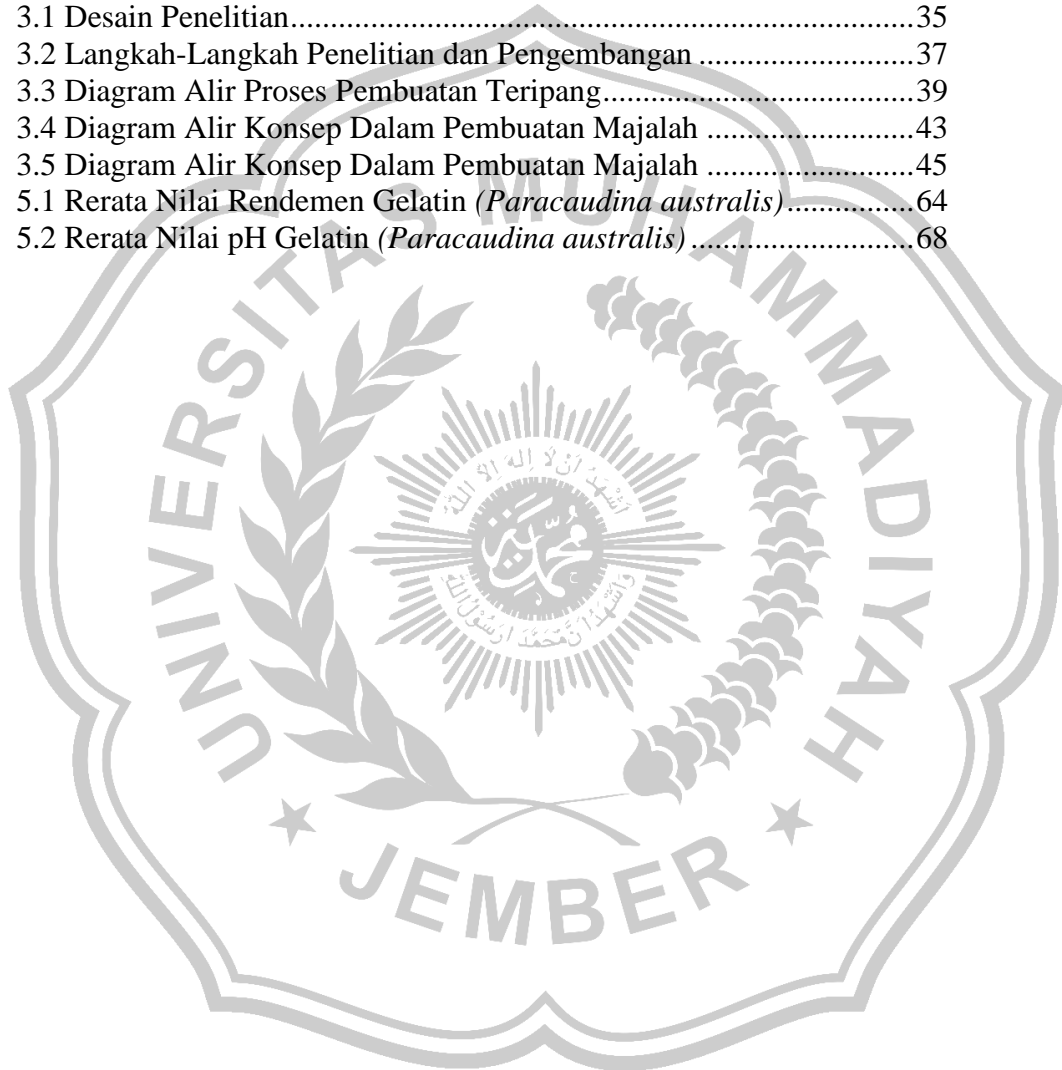 3.1 Desain Penelitian..............................................................................35
3.2 Langkah-Langkah Penelitian dan Pengembangan ...........................37
3.3 Diagram Alir Proses Pembuatan Teripang.......................................39
3.4 Diagram Alir Konsep Dalam Pembuatan Majalah ..........................43
3.5 Diagram Alir Konsep Dalam Pembuatan Majalah ..........................45
5.1 Rerata Nilai Rendemen Gelatin (Paracaudina australis)................64
5.2 Rerata Nilai pH Gelatin (Paracaudina australis) ............................68
UNIVERSITAS MUHAMMADIYAH
JEMBER